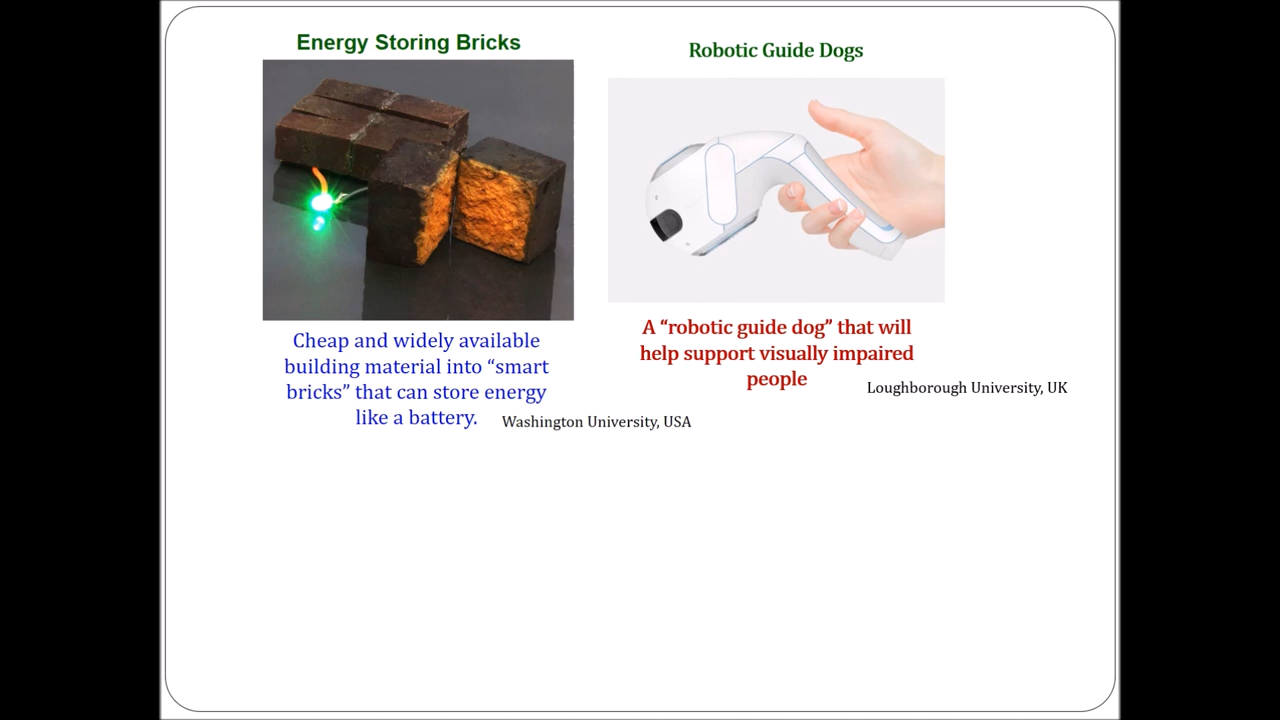 Energy Storing Bricks
Cheap and widely available
building material into “smart
bricks” that can store energy
like a battery.
Washington University, USA
Robotic Guide Dogs
A “robotic guide dog” that will
help support visually impaired
people
Loughborough University, UK